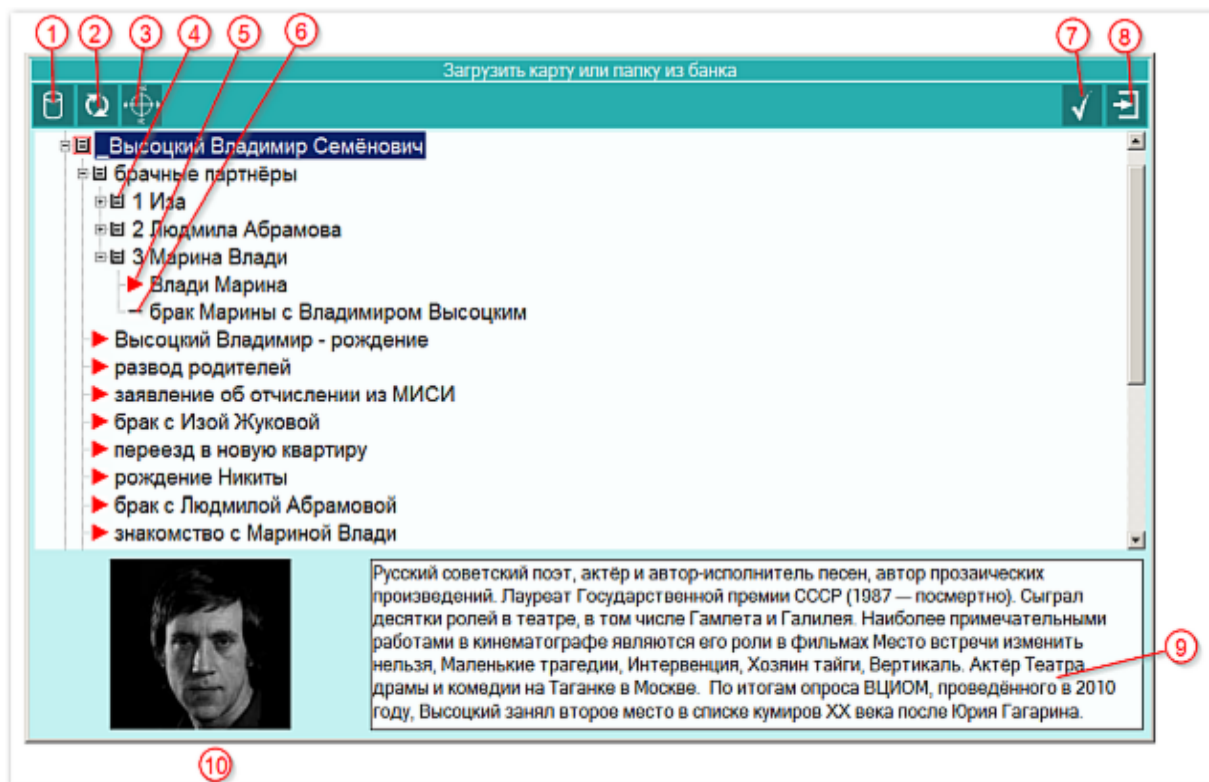 1 2 3 4 5 6 7 8
Загрузить карту или папку из банка
_Высоцкий Владимир Семёнович
брачные партнёры
1 Иза
2 Людмила Абрамова
3 Марина Влади
Влади Марина
брак Марины с Владимиром Высоцким
Высоцкий Владимир - рождение
развод родителей
заявление об отчислении из МИСИ
брак с Изой Жуковой
переезд в новую квартиру
рождение Никиты
брак с Людмилой Абрамовой
знакомство с Мариной Влади
Русский советский поэт, актёр и автор-исполнитель песен, автор прозаических
произведений. Лауреат Государственной премии СССР (1987 — посмертно). Сыграл
десятки ролей в театре, в том числе Гамлета и Галилея. Наиболее примечательными
работами в кинематографе являются его роли в фильмах Место встречи изменить
нельзя, Маленькие трагедии, Интервенция, Хозяин тайги, Вертикаль. Актёр Театра
драмы и комедии на Таганке в Москве.  По итогам опроса ВЦИОМ, проведённого в 2010
году, Высоцкий занял второе место в списке кумиров XX века после Юрия Гагарина.
9
10